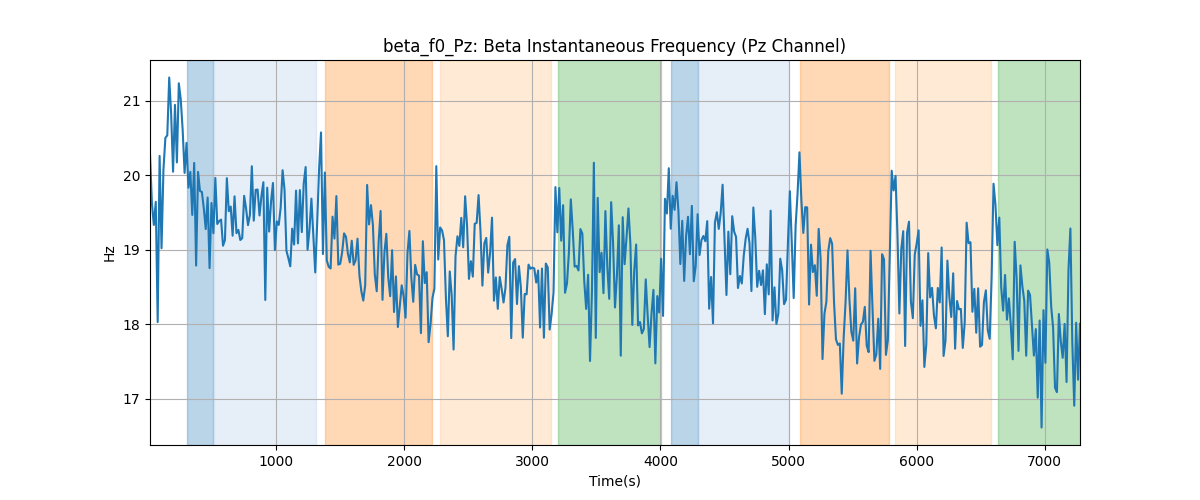 beta_f0_Pz: Beta Instantaneous Frequency (Pz Channel)
Hz
21
20
19
18
17
1000 2000 3000 4000 5000 6000 7000
Time(s)